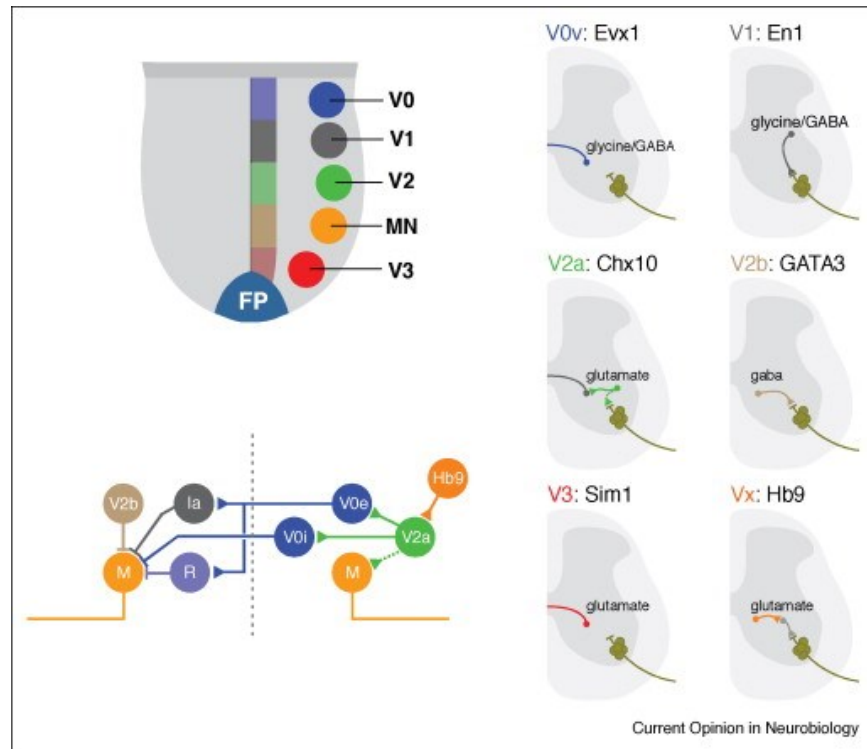 V0
V1
V2
MN
V3
FP
V2b
Ia
M
R
V0e
V0i
M
V2a
Hb9
V0v: Evx1
glycine/GABA
V1: En1
glycine/GABA
V2a: Chx10
glutamate
V2b: GATA3
gaba
V3: Sim1
glutamate
Vx: Hb9
glutamate
Current Opinion in Neurobiology